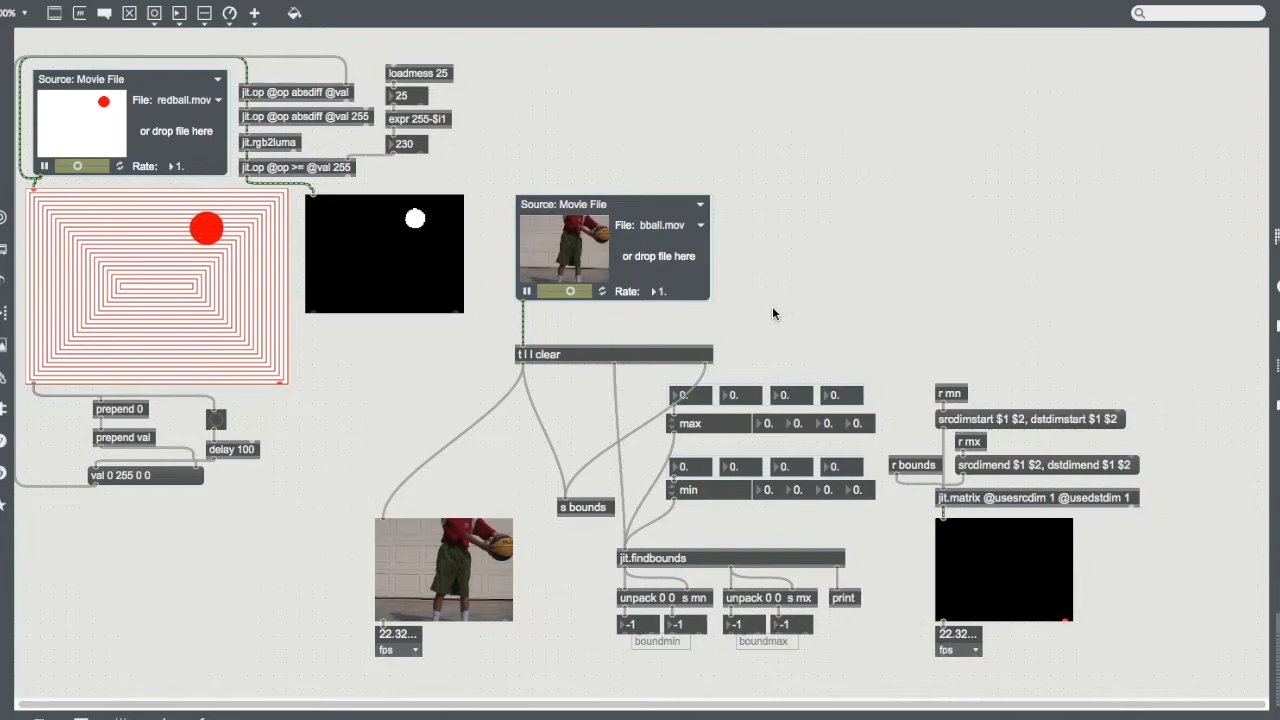 00%
Source: Movie File
File: redball.mov
or drop file here
Rate: 1.
jit.op @op absdiff @val
jit.op @op absdiff @val 255
jit.rgb2luma
jit.op @op >= @val 255
loadmess 25
25
expr 255-$i1
230
prepend 0
prepend val
delay 100
val 0 255 0 0
Source: Movie File
File: bball.mov
or drop file here
Rate: 1.
t l l clear
0. 0. 0. 0.
max 0. 0. 0. 0.
0. 0. 0. 0.
min 0. 0. 0. 0.
s bounds
jit.findbounds
unpack 0 0 s mn
unpack 0 0 s mx
print
-1 -1 -1 -1
boundmin
boundmax
22.32...
fps
r mn
srcdimstart $1 $2, dstdimstart $1 $2
r mx
r bounds
srcdimend $1 $2, dstdimend $1 $2
jit.matrix @usesrcdim 1 @usedstdim 1
22.32...
fps